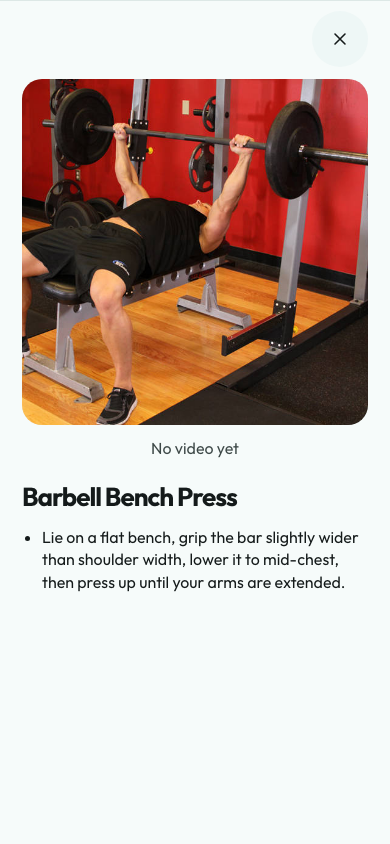 No video yet
Barbell Bench Press
• Lie on a flat bench, grip the bar slightly wider
than shoulder width, lower it to mid-chest,
then press up until your arms are extended.